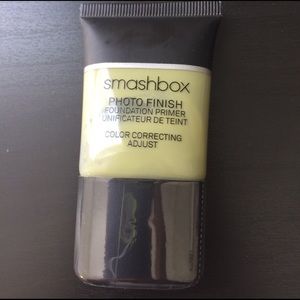 smashbox
PHOTO FINISH
FOUNDATION PRIMER
UNIFICATEUR DE TEINT
COLOR CORRECTING
ADJUST